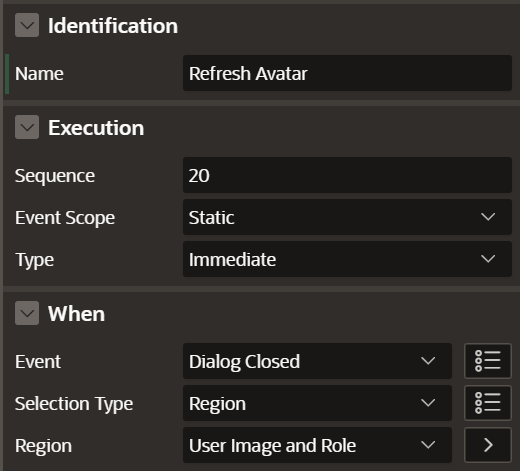 Identification
Name Refresh Avatar
Execution
Sequence 20
Event Scope Static
Type Immediate
When
Event Dialog Closed
Selection Type Region
Region User Image and Role